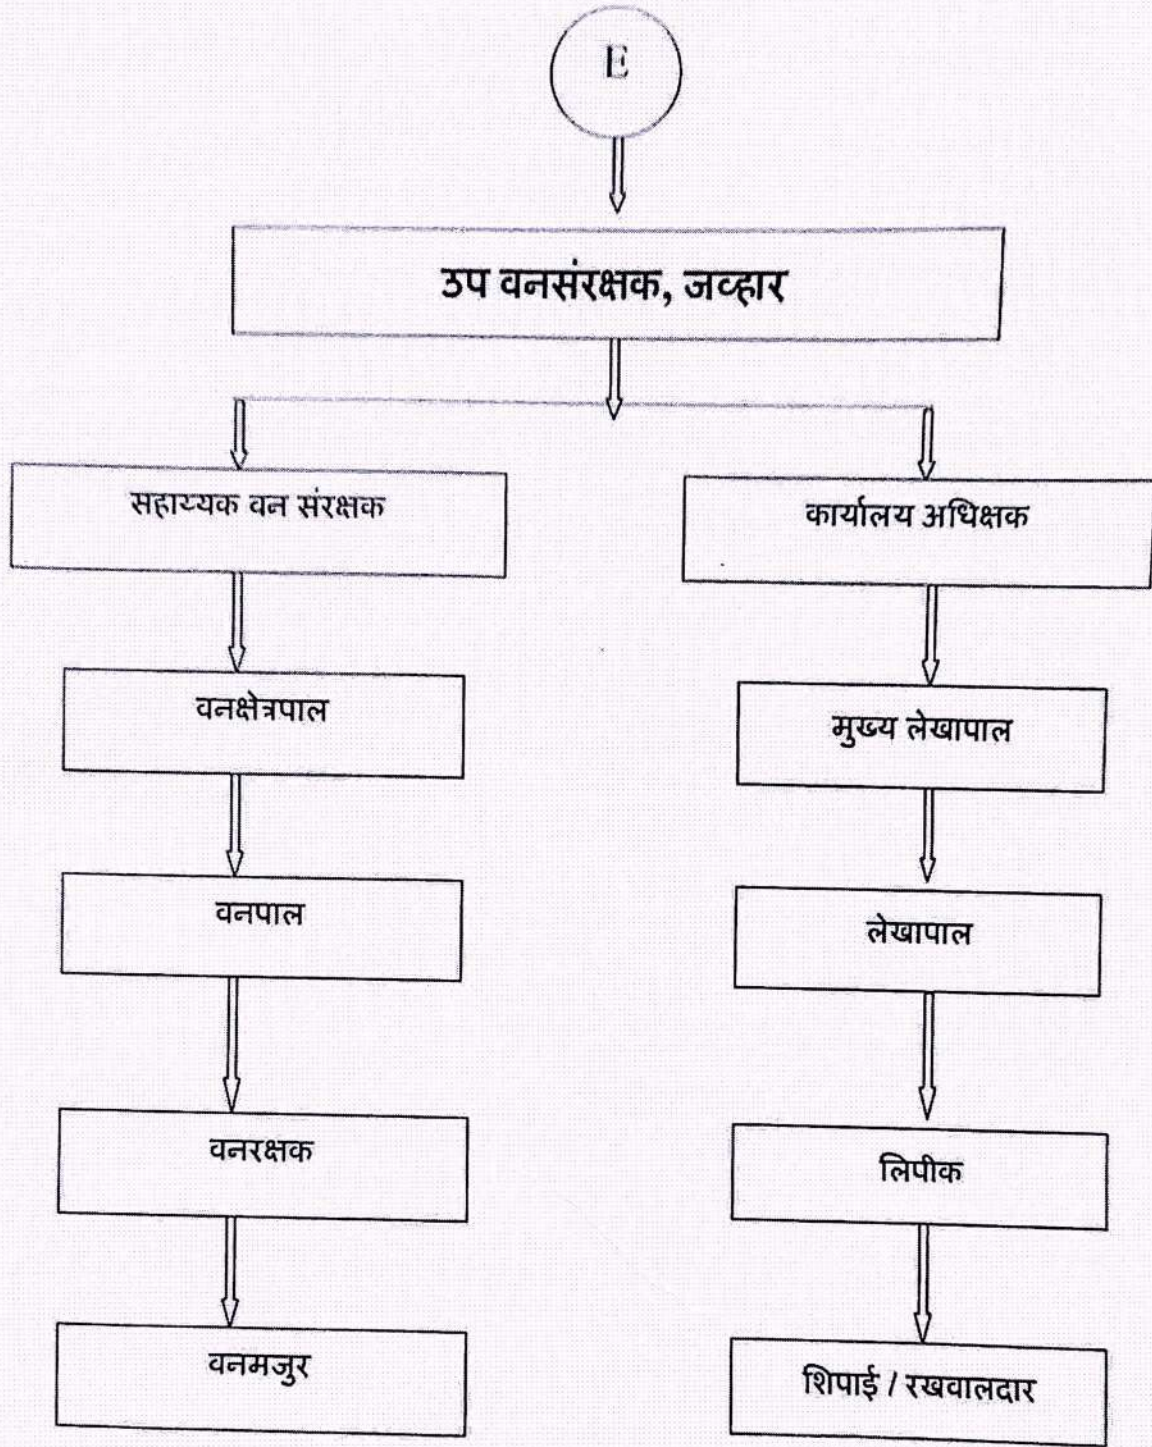 E
उप वनसंरक्षक, जव्हार
सहाय्यक वन संरक्षक
कार्यालय अधिक्षक
वनक्षेत्रपाल
मुख्य लेखापाल
वनपाल
लेखापाल
वनरक्षक
लिपीक
वनमजुर
शिपाई / रखवालदार